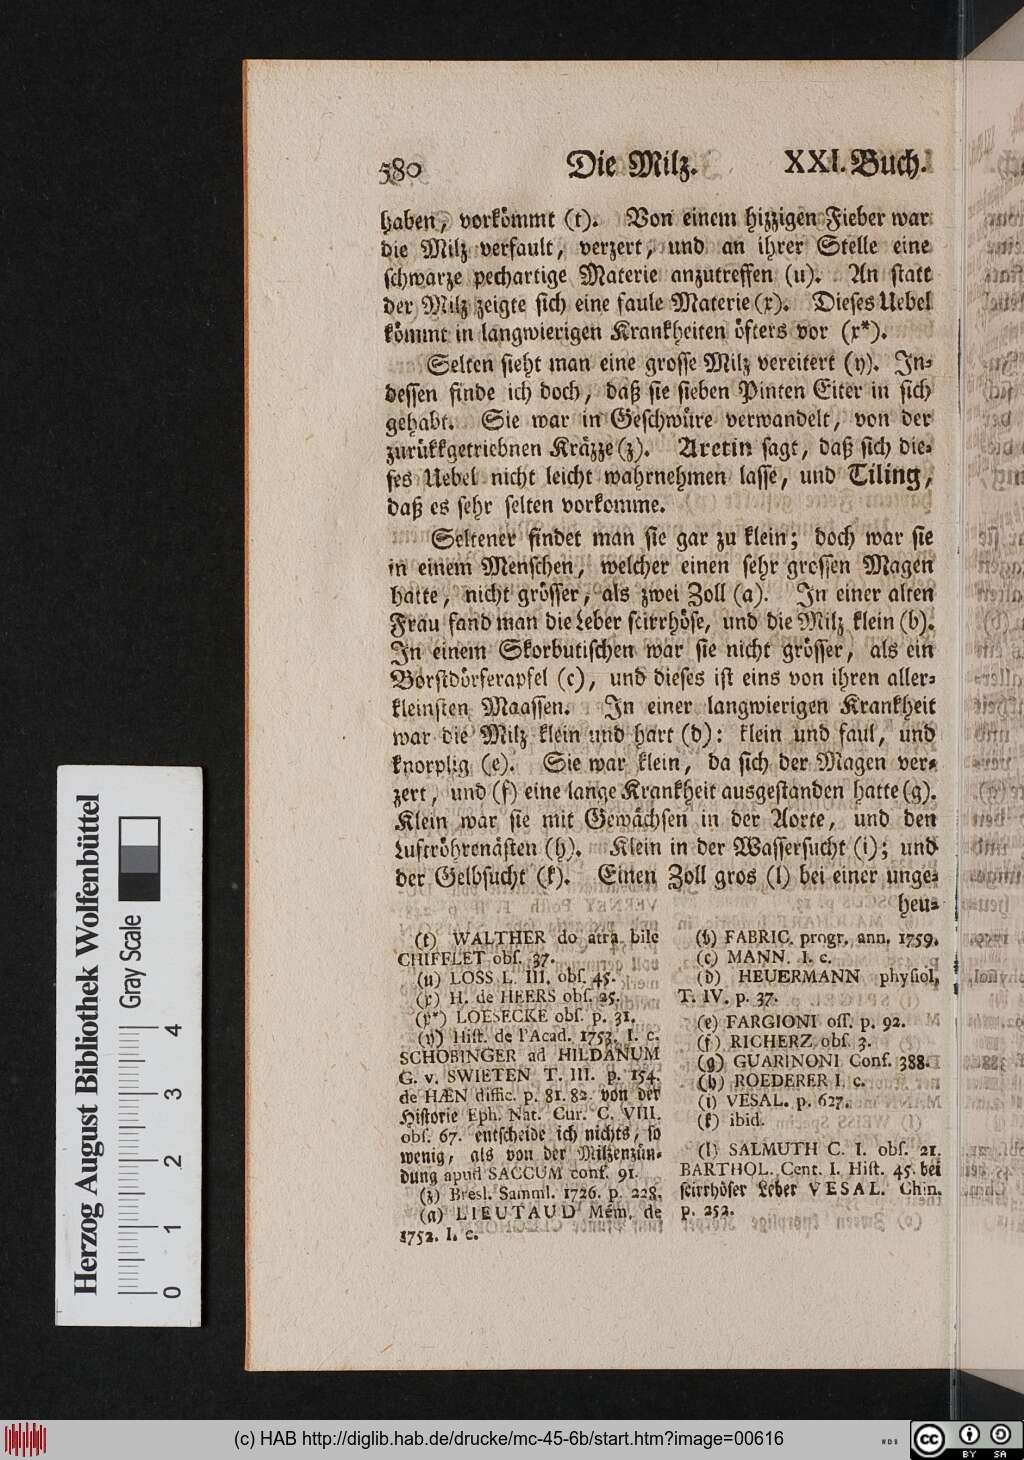 580 Die Milz. XXI. Buch.
haben, vorkömmt (t). Von einem hizzigen Fieber war
die Milz verfault, verzert, und an ihrer Stelle eine
schwarze pechartige Materie anzutreffen (u). An statt
der Milz zeigte sich eine faule Materie (x). Dieses Uebel
kömmt in langwierigen Krankheiten öfters vor (x*).
Selten sieht man eine grosse Milz vereitert (y). In-
dessen finde ich doch, daß sie sieben Pinten Eiter in sich
gehabt. Sie war in Geschwüre verwandelt, von der
zurükkgetriebnen Kräzze (z). Aretin sagt, daß sich die-
ses Uebel nicht leicht wahrnehmen lasse, und Tiling,
daß es sehr selten vorkomme.
Seltener findet man sie gar zu klein; doch war sie
in einem Menschen, welcher einen sehr grossen Magen
hatte, nicht grösser, als zwei Zoll (a). In einer alten
Frau fand man die Leber scirrhöse, und die Milz klein (b).
In einem Skorbutischen war sie nicht grösser, als ein
Borstdörferapfel (c), und dieses ist eins von ihren aller-
kleinsten Maassen. In einer langwierigen Krankheit
war die Milz klein und hart (d): klein und faul, und
knorplig (e). Sie war klein, da sich der Magen ver-
zert, und (f) eine lange Krankheit ausgestanden hatte (g).
Klein war sie mit Gewächsen in der Aorte, und den
Luftröhrenästen (h). Klein in der Wassersucht (i); und
der Gelbsucht (k). Einen Zoll gros (l) bei einer unge-
heu-
(t) WALTHER do atra bile
CHIFFLET obs. 37.
(u) LOSS L. III. obs. 45.
(x) H. de HEERS obs. 25.
(x*) LOESECKE obs. p. 31.
(y) Hist. de l'Acad. 1753. I. c.
SCHOBINGER ad HILDANUM
G. v. SWIETEN T. III. p. 154.
de HÆN diffic. p. 81. 82. von der
Historie Eph. Nat. Cur. C. VIII.
obs. 67. entscheide ich nichts, so
wenig, als von der Milzenzün-
dung apud SACCUM cons. 91.
(z) Bresl. Samml. 1726. p. 228.
(a) LIEUTAUD Mém. de
1752. I. c.
(b) FABRIC. progr. ann. 1759.
(c) MANN. I. c.
(d) HEUERMANN physiol.
T. IV. p. 37.
(e) FARGIONI oss. p. 92.
(f) RICHERZ obs. 3.
(g) GUARINONI Cons. 388.
(h) ROEDERER I. c.
(i) VESAL. p. 627.
(k) ibid.
(l) SALMUTH C. I. obs. 21.
BARTHOL. Cent. I. Hist. 45. bei
scirrhöser Leber VESAL. Chin.
p. 252.
Herzog August Bibliothek Wolfenbüttel
Gray Scale
0 1 2 3 4
(c) HAB http://diglib.hab.de/drucke/mc-45-6b/start.htm?image=00616
WDB
cc BY SA